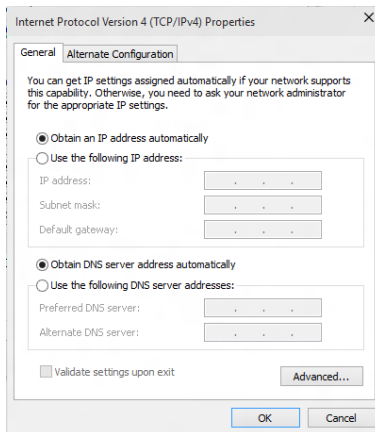 Internet Protocol Version 4 (TCP/IPv4) Properties
General
Alternate Configuration
You can get IP settings assigned automatically if your network supports
this capability. Otherwise, you need to ask your network administrator
for the appropriate IP settings.
Obtain an IP address automatically
Use the following IP address:
IP address:
Subnet mask:
Default gateway:
Obtain DNS server address automatically
Use the following DNS server addresses:
Preferred DNS server:
Alternate DNS server:
Validate settings upon exit
Advanced...
OK
Cancel